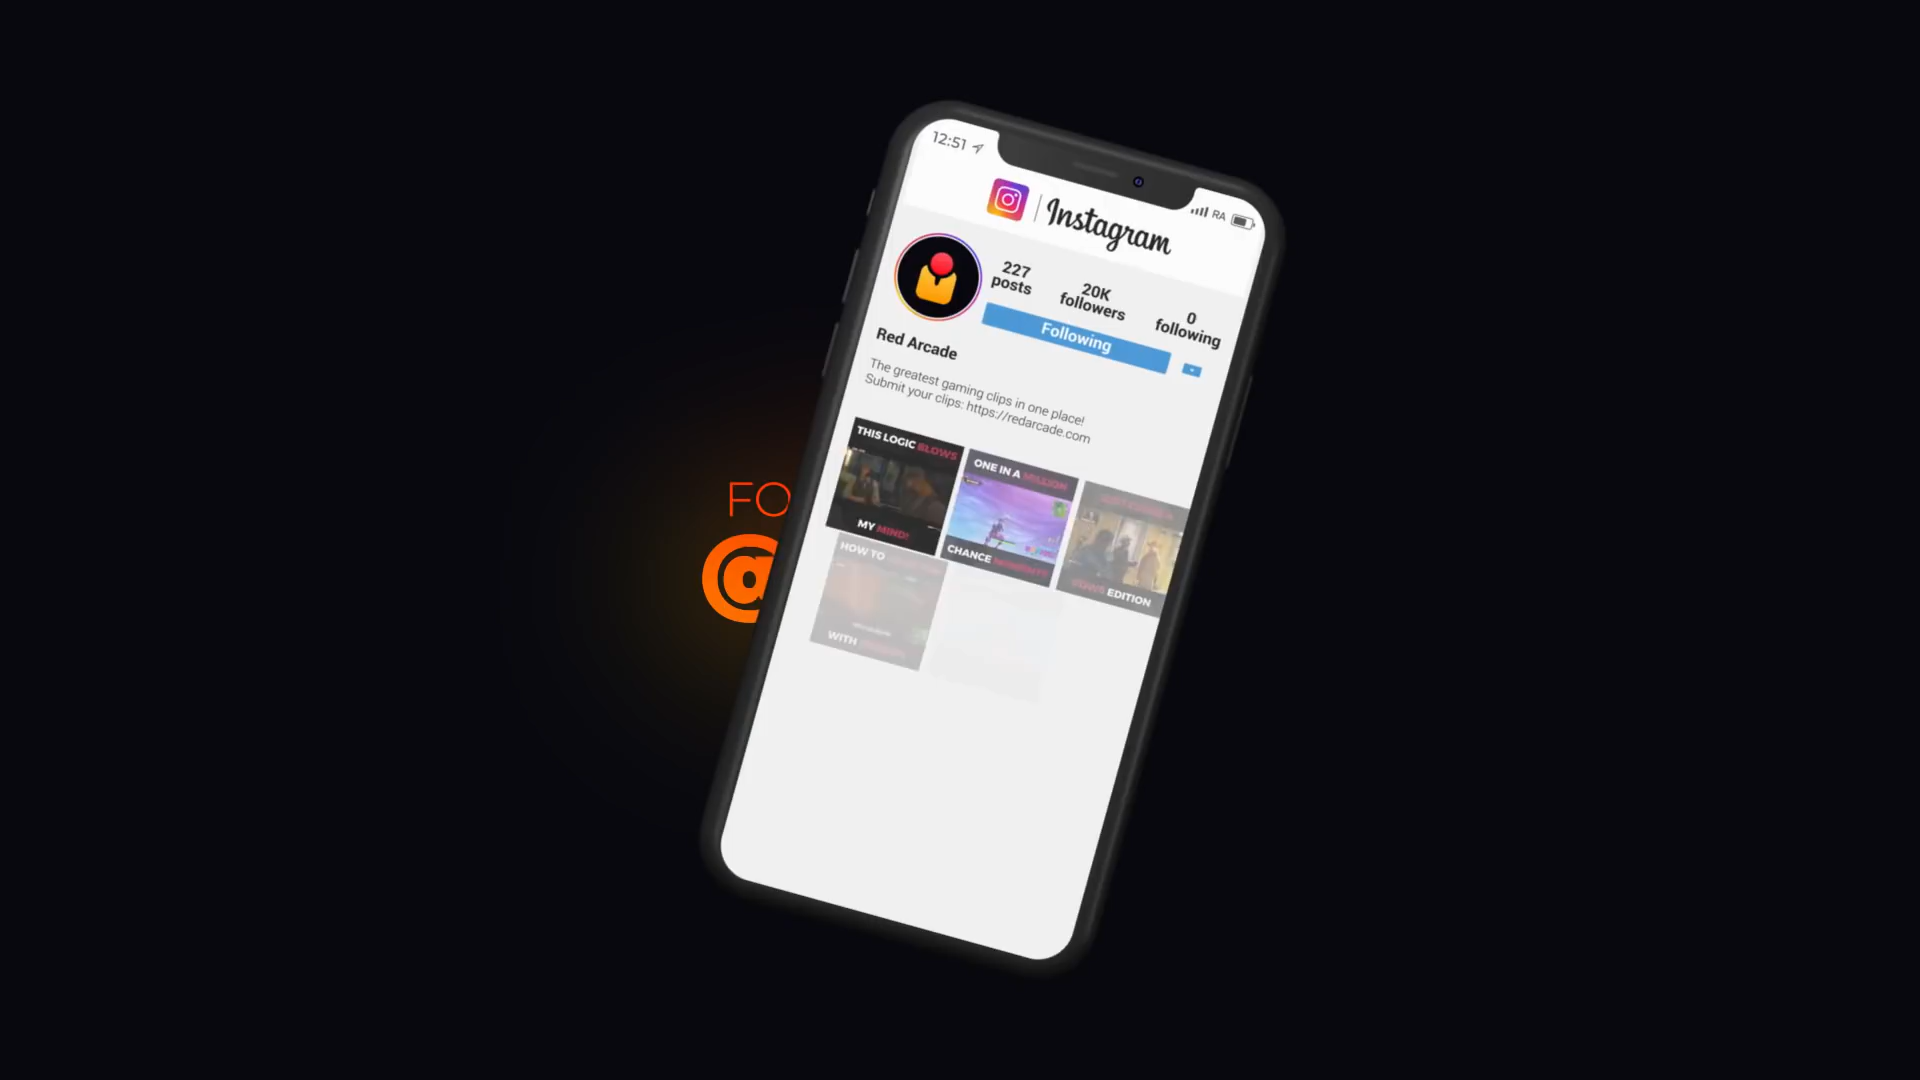 12:51
RA
Instagram
227
posts
20K
followers
0
following
Following
Red Arcade
The greatest gaming clips in one place!
Submit your clips: https://redarcade.com
THIS LOGIC BLOWS
MY MIND!
ONE IN A MILLION
CHANCE
EDITION
HOW TO
WITH
FO
@